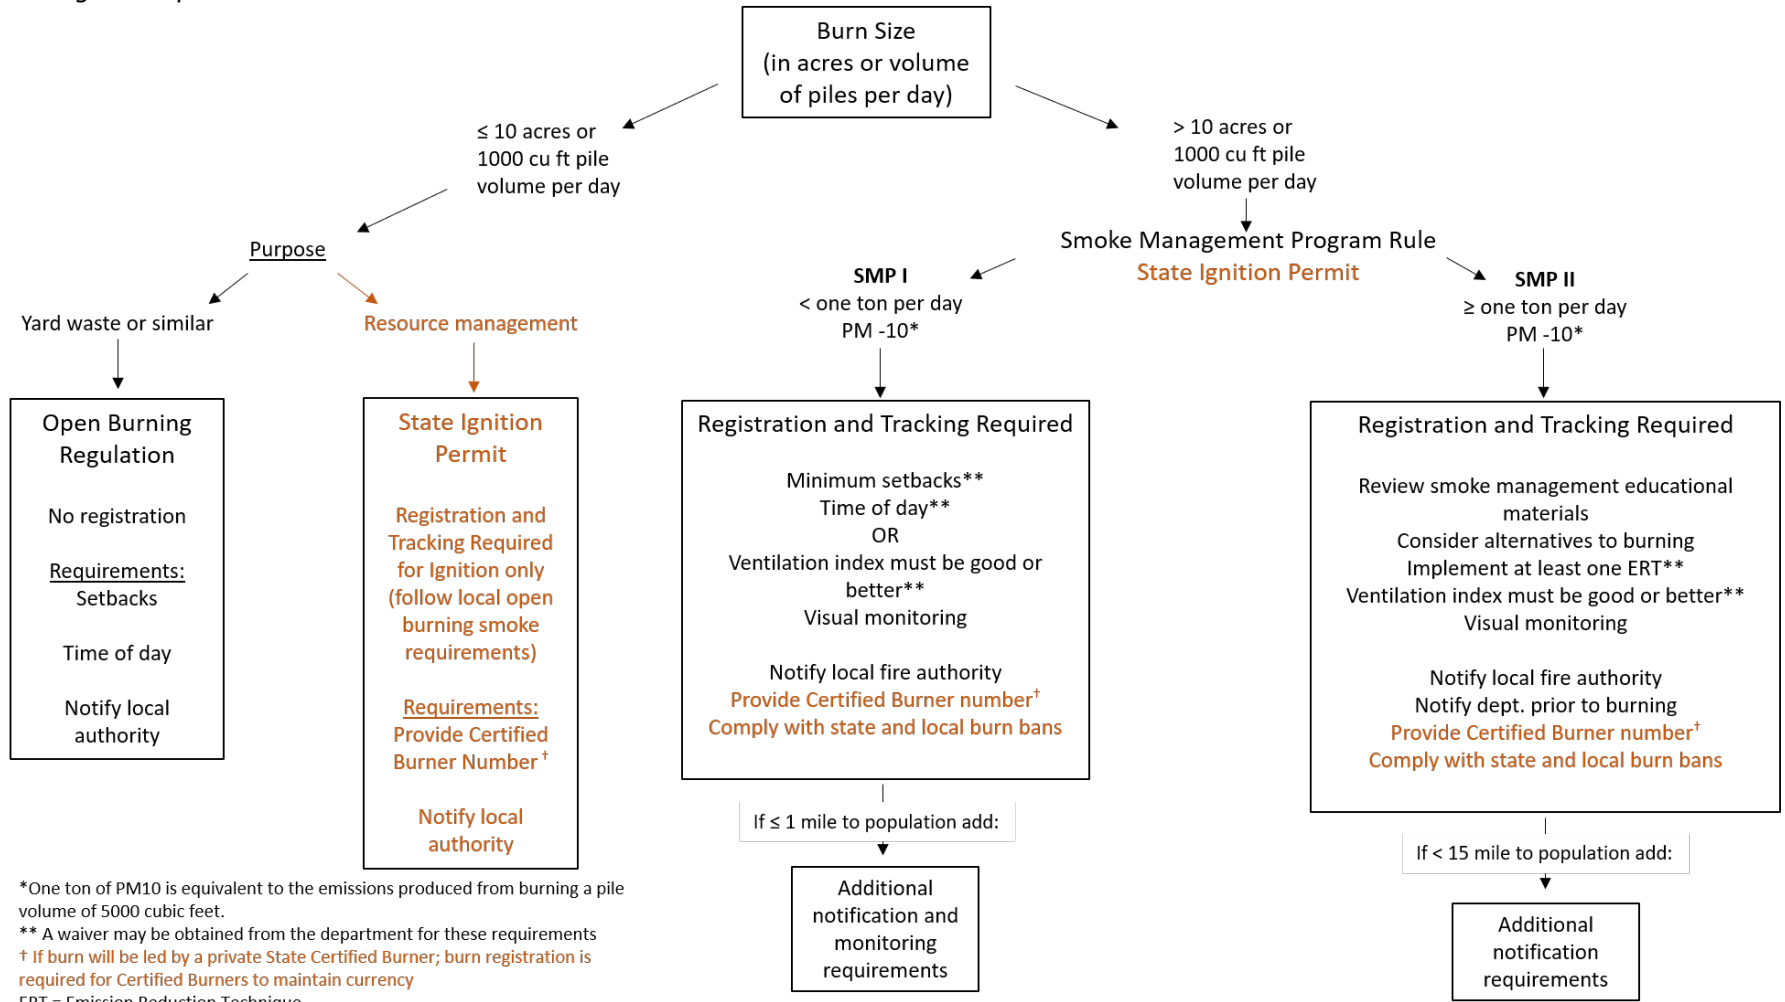 Burn Size
(in acres or volume
of piles per day)
≤ 10 acres or
1000 cu ft pile
volume per day
> 10 acres or
1000 cu ft pile
volume per day
Purpose
Smoke Management Program Rule
State Ignition Permit
Yard waste or similar
Resource management
SMP I
< one ton per day
PM -10*
SMP II
≥ one ton per day
PM -10*
Open Burning
Regulation
No registration
Requirements:
Setbacks
Time of day
Notify local
authority
State Ignition
Permit
Registration and
Tracking Required
for Ignition only
(follow local open
burning smoke
requirements)
Requirements:
Provide Certified
Burner Number†
Notify local
authority
Registration and Tracking Required
Minimum setbacks**
Time of day**
OR
Ventilation index must be good or
better**
Visual monitoring
Notify local fire authority
Provide Certified Burner number†
Comply with state and local burn bans
If ≤ 1 mile to population add:
Additional
notification and
monitoring
requirements
Registration and Tracking Required
Review smoke management educational
materials
Consider alternatives to burning
Implement at least one ERT**
Ventilation index must be good or better**
Visual monitoring
Notify local fire authority
Notify dept. prior to burning
Provide Certified Burner number†
Comply with state and local burn bans
If < 15 mile to population add:
Additional
notification
requirements
*One ton of PM10 is equivalent to the emissions produced from burning a pile
volume of 5000 cubic feet.
** A waiver may be obtained from the department for these requirements
† If burn will be led by a private State Certified Burner; burn registration is
required for Certified Burners to maintain currency
ERT = Emission Reduction Technique